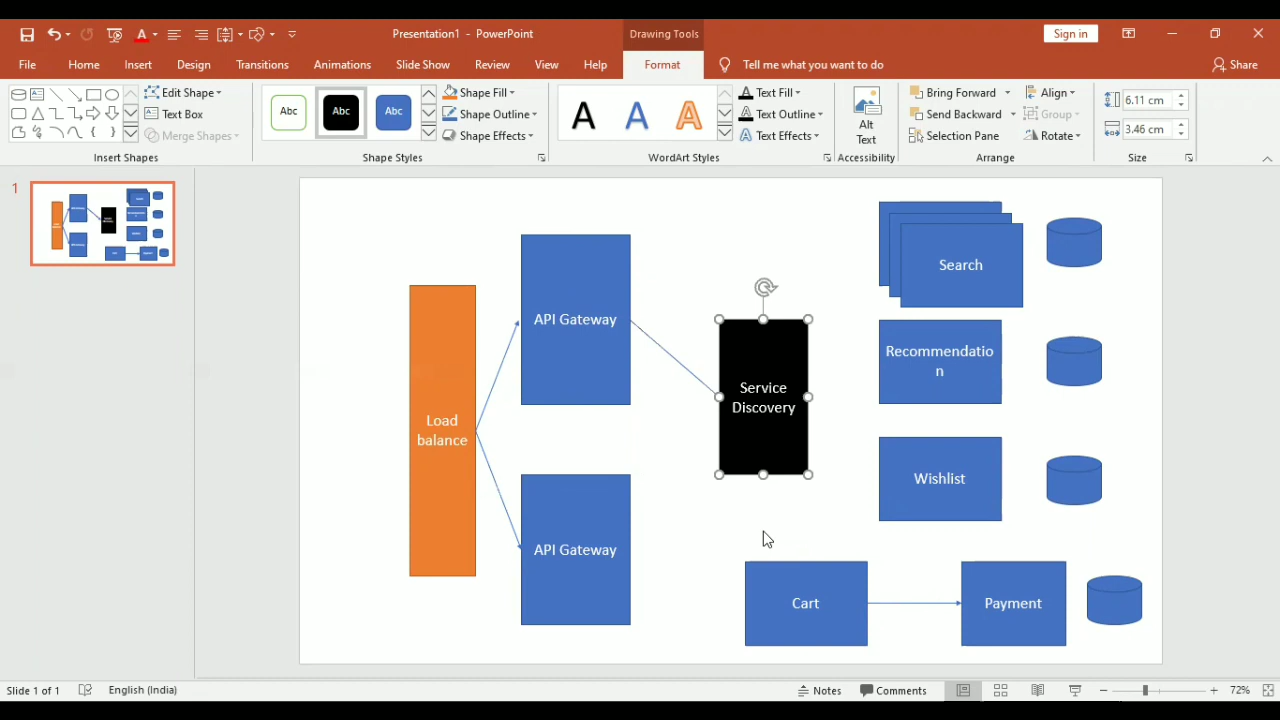 Presentation1 - PowerPoint
Drawing Tools
Sign in
File Home Insert Design Transitions Animations Slide Show Review View Help Format Tell me what you want to do Share
Edit Shape
Text Box
Merge Shapes
Insert Shapes
Abc Abc Abc
Shape Fill
Shape Outline
Shape Effects
Shape Styles
A A A
Text Fill
Text Outline
Text Effects
WordArt Styles
Alt
Text
Accessibility
Bring Forward
Send Backward
Selection Pane
Align
Group
Rotate
Arrange
6.11 cm
3.46 cm
Size
1
Load
balance
API Gateway
API Gateway
Service
Discovery
Search
Recommendatio
n
Wishlist
Cart
Payment
Slide 1 of 1 English (India) Notes Comments 72%